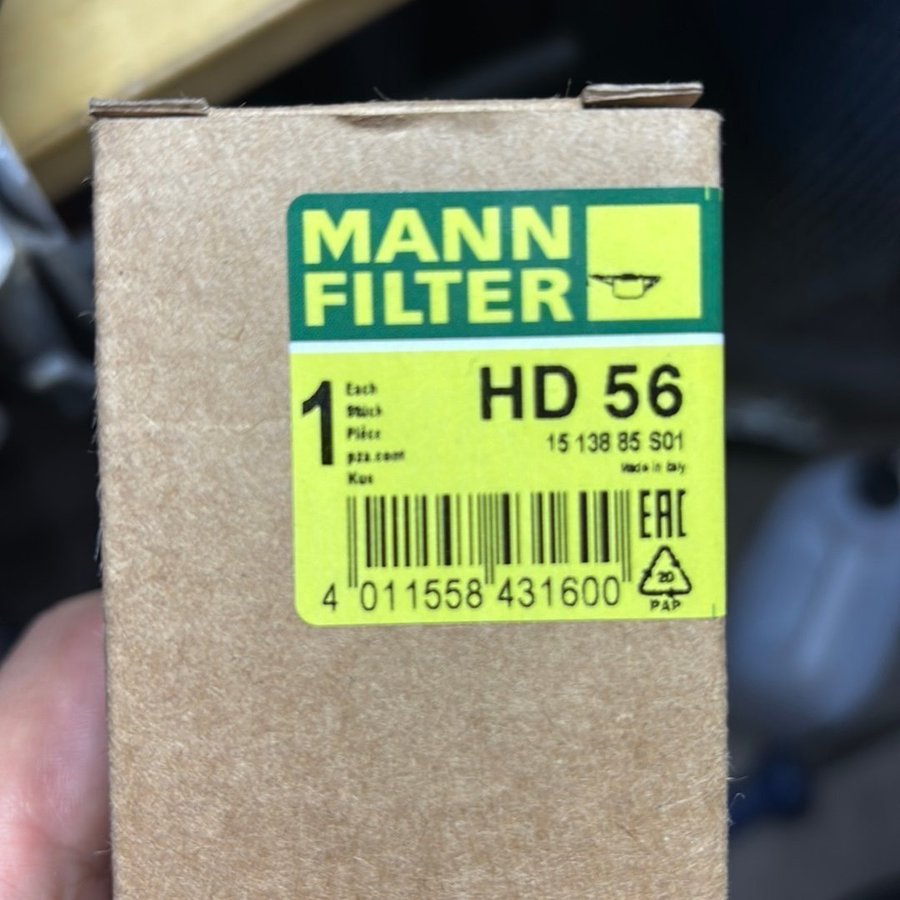 MANN
FILTER
HD 56
1 Each
Stück
Pièce
pza.com
Kus
15 138 85 S01
Made in Italy
EAC
4 011558 431600
20
PAP